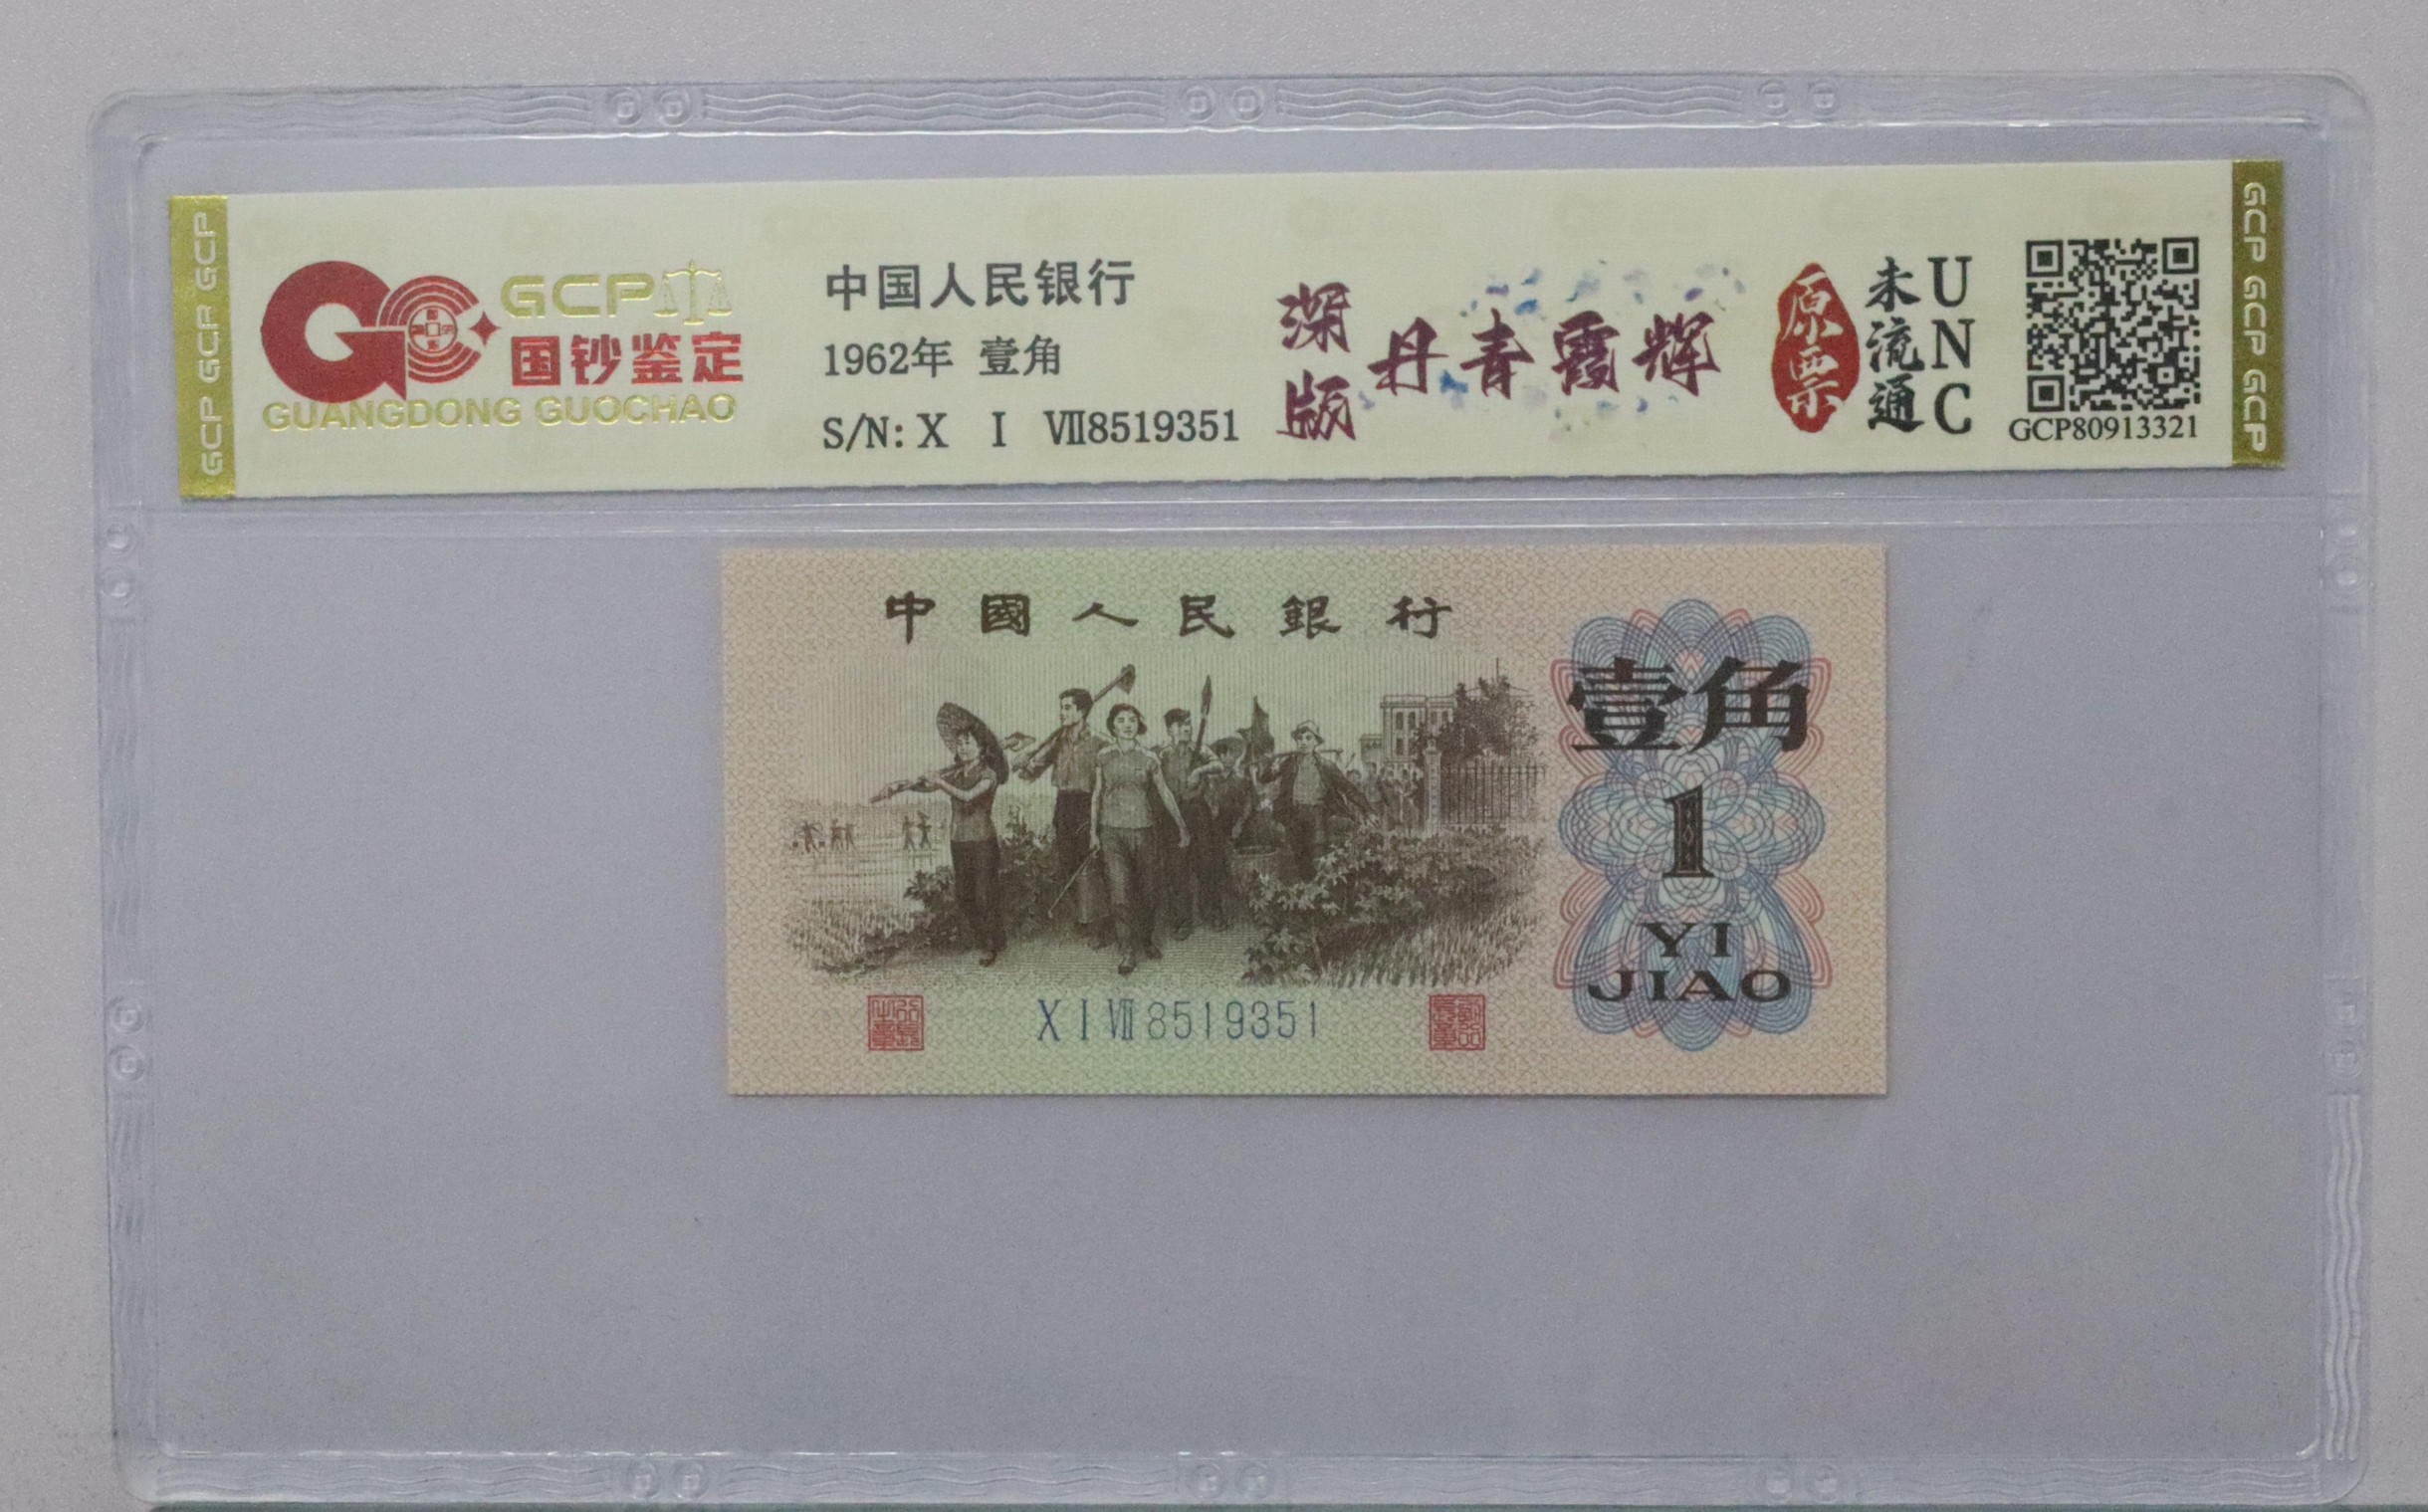 GCP GCP GCP
GCP
国钞鉴定
GUANGDONG GUOCHAO
中国人民银行
1962年 壹角
S/N: X I Ⅶ8519351
深版
丹青霞辉
原票
未流通
UNC
GCP80913321
GCP GCP GCP
中國人民銀行
壹角
1
YI
JIAO
X I Ⅶ 8519351